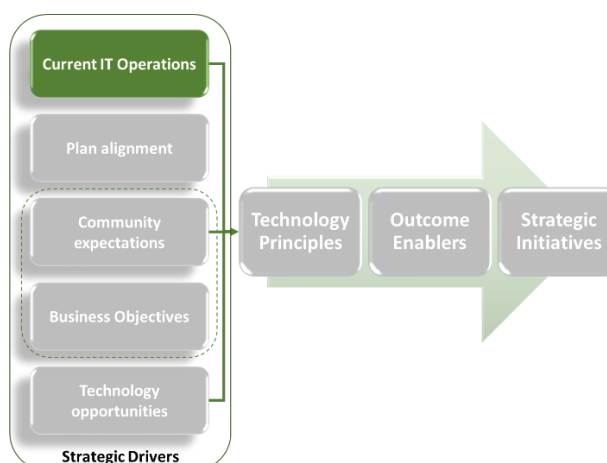 Current IT Operations
Plan alignment
Community
expectations
Business Objectives
Technology
opportunities
Strategic Drivers
Technology
Principles
Outcome
Enablers
Strategic
Initiatives